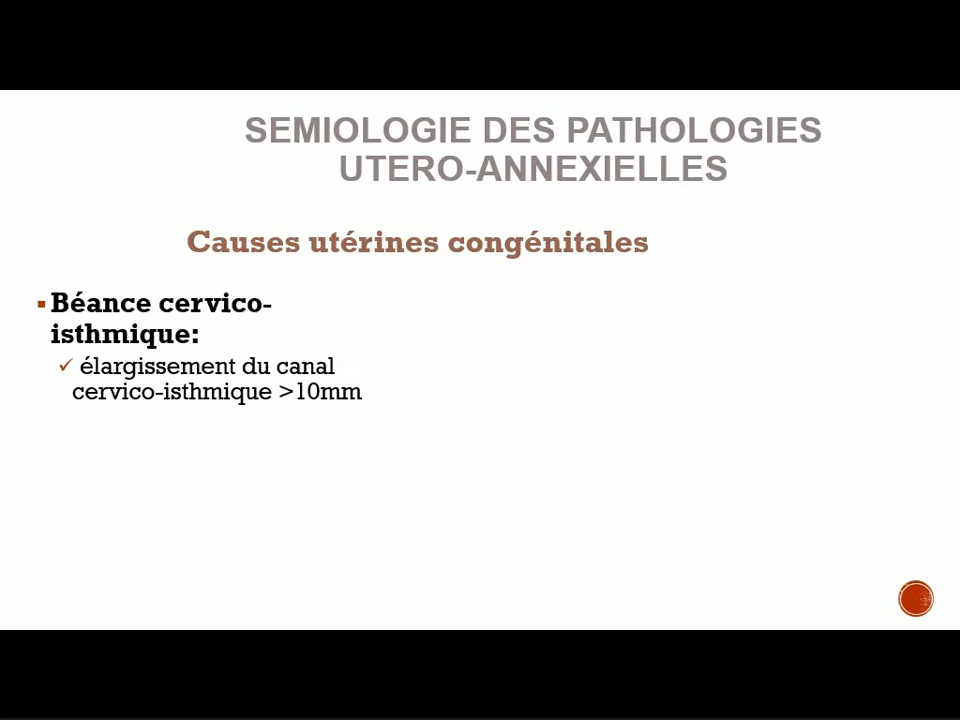 SEMIOLOGIE DES PATHOLOGIES
UTERO-ANNEXIELLES
Causes utérines congénitales
▪Béance cervico-
isthmique:
✓ élargissement du canal
cervico-isthmique >10mm